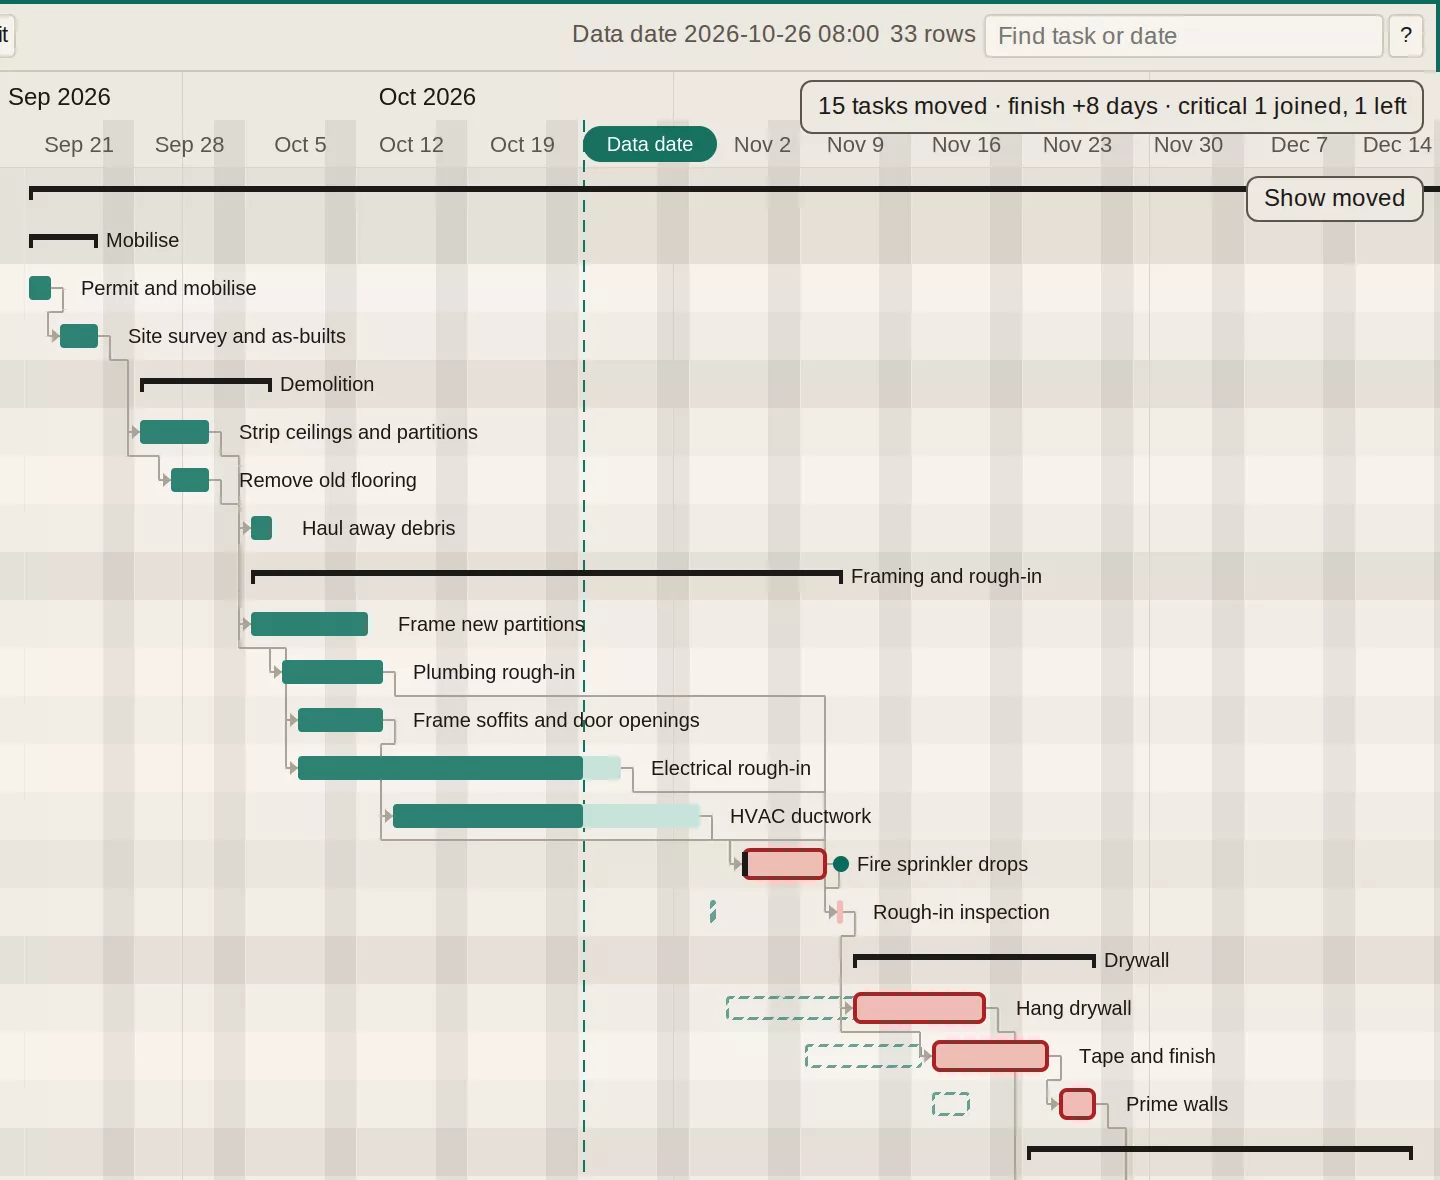 it
Data date 2026-10-26 08:00 33 rows
Find task or date
?
Sep 2026
Oct 2026
15 tasks moved · finish +8 days · critical 1 joined, 1 left
Sep 21
Sep 28
Oct 5
Oct 12
Oct 19
Data date
Nov 2
Nov 9
Nov 16
Nov 23
Nov 30
Dec 7
Dec 14
Show moved
Mobilise
Permit and mobilise
Site survey and as-builts
Demolition
Strip ceilings and partitions
Remove old flooring
Haul away debris
Framing and rough-in
Frame new partitions
Plumbing rough-in
Frame soffits and door openings
Electrical rough-in
HVAC ductwork
Fire sprinkler drops
Rough-in inspection
Drywall
Hang drywall
Tape and finish
Prime walls